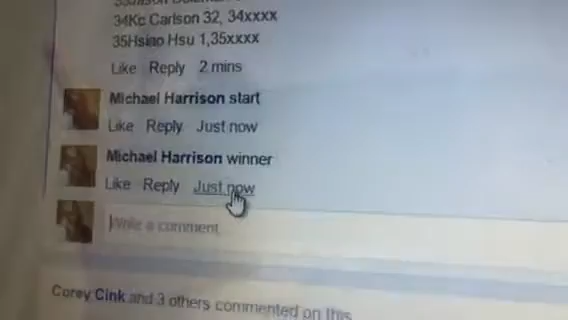 34Kc Carlson 32, 34xxxx
35Hsiao Hsu 1,35xxxx
Like Reply 2 mins
Michael Harrison start
Like Reply Just now
Michael Harrison winner
Like Reply Just now
Write a comment
Corey Cink and 3 others commented on this